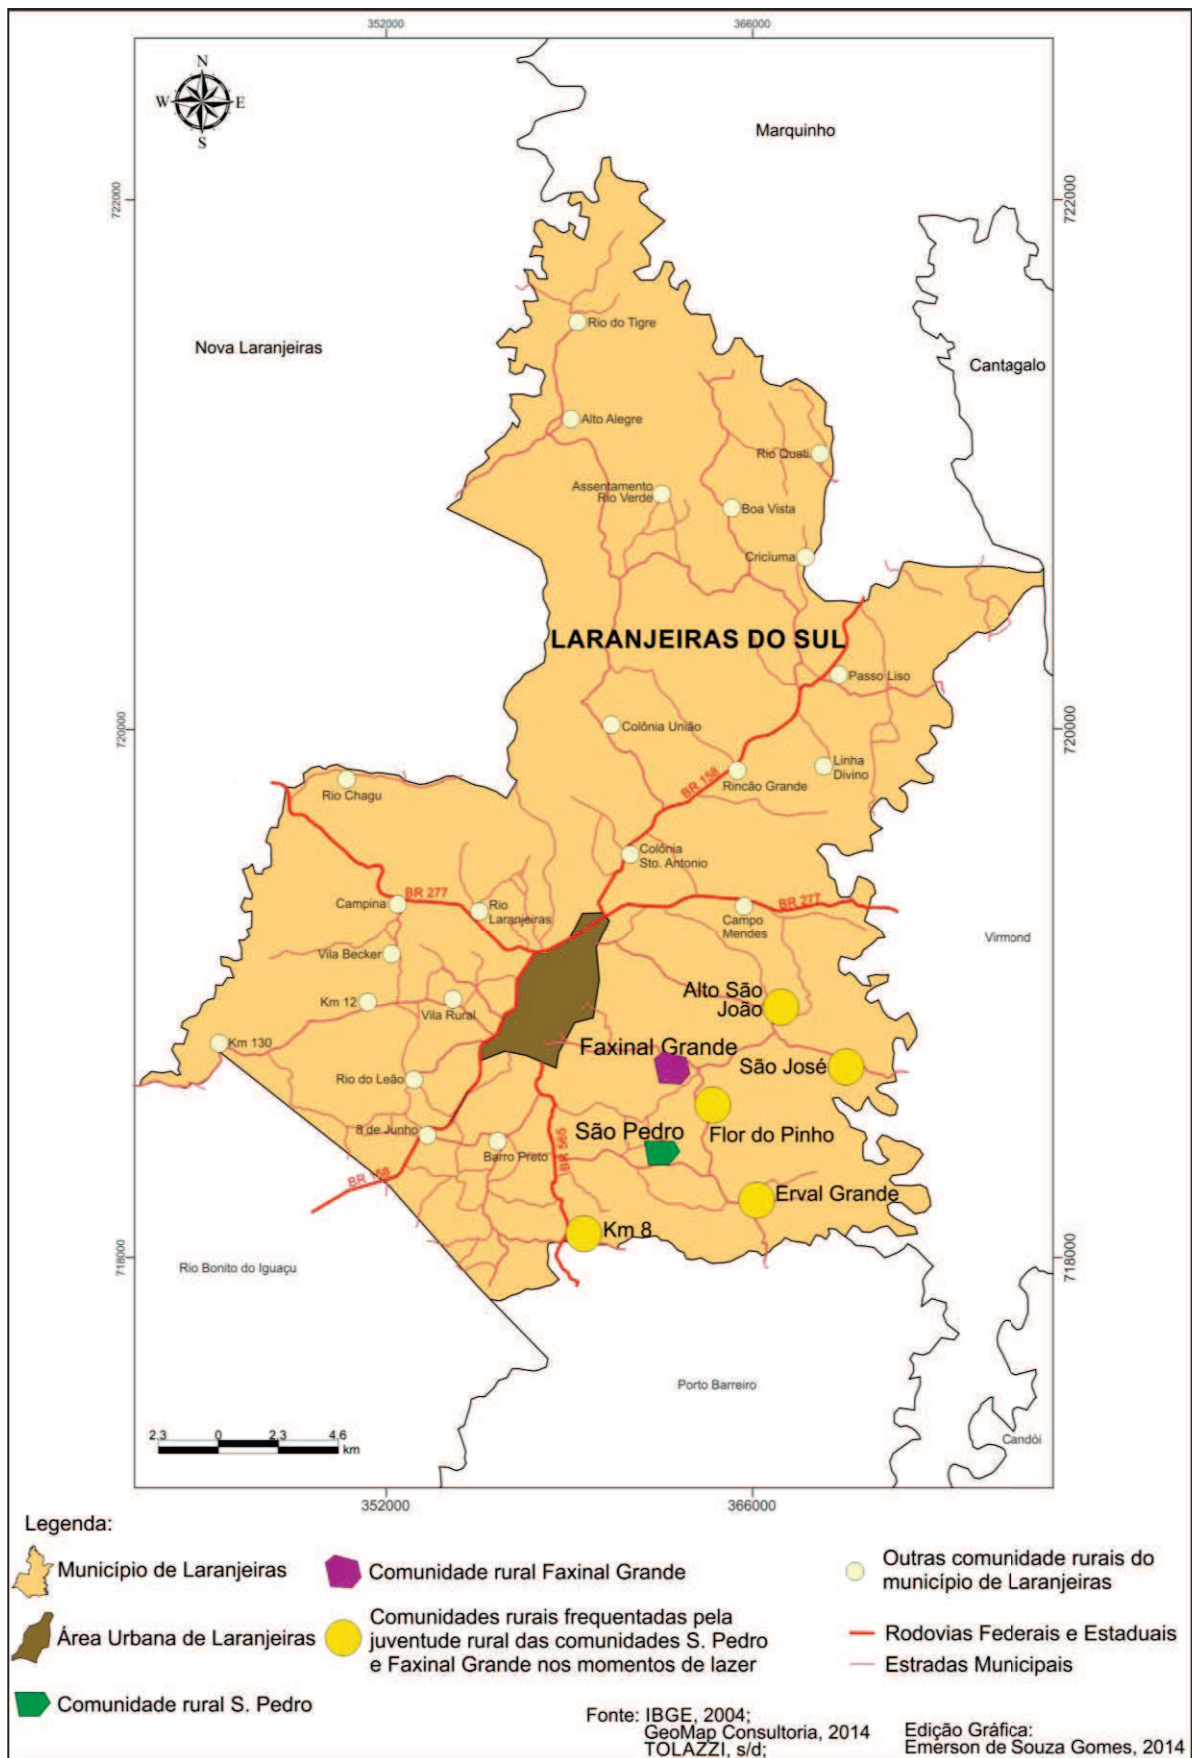 352000
366000
N
W
E
S
Marquinho
722000
722000
Rio do Tigre
Nova Laranjeiras
Cantagalo
Alto Alegre
Rio Quati
Assentamento
Rio Verde
Boa Vista
Criciuma
LARANJEIRAS DO SUL
Passo Liso
720000
720000
Colônia União
Linha
Divino
BR 158
Rincão Grande
Rio Chagu
Colônia
Sto. Antonio
BR 277
BR 277
Campina
Rio
Laranjeiras
Campo
Mendes
Virmond
Vila Becker
Alto São
João
Km 12
Vila Rural
Km 130
Faxinal Grande
São José
Rio do Leão
8 de Junho
São Pedro
Flor do Pinho
Barro Preto
BR 565
BR 158
Erval Grande
Km 8
718000
718000
Rio Bonito do Iguaçu
Porto Barreiro
Candói
2,3 0 2,3 4,6
km
352000
366000
Legenda:
Município de Laranjeiras
Área Urbana de Laranjeiras
Comunidade rural S. Pedro
Comunidade rural Faxinal Grande
Comunidades rurais frequentadas pela
juventude rural das comunidades S. Pedro
e Faxinal Grande nos momentos de lazer
Outras comunidade rurais do
município de Laranjeiras
Rodovias Federais e Estaduais
Estradas Municipais
Fonte: IBGE, 2004;
GeoMap Consultoria, 2014
TOLAZZI, s/d;
Edição Gráfica:
Emerson de Souza Gomes, 2014